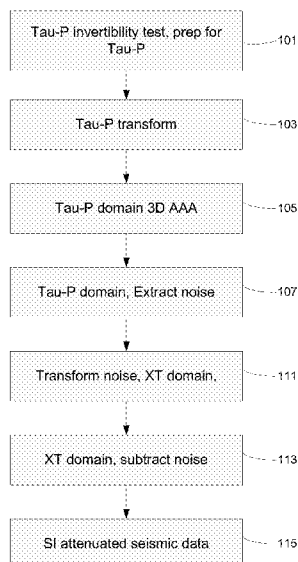 Tau-P invertibility test, prep for
Tau-P
101
Tau-P transform
103
Tau-P domain 3D AAA
105
Tau-P domain, Extract noise
107
Transform noise, XT domain,
111
XT domain, subtract noise
113
SI attenuated seismic data
115